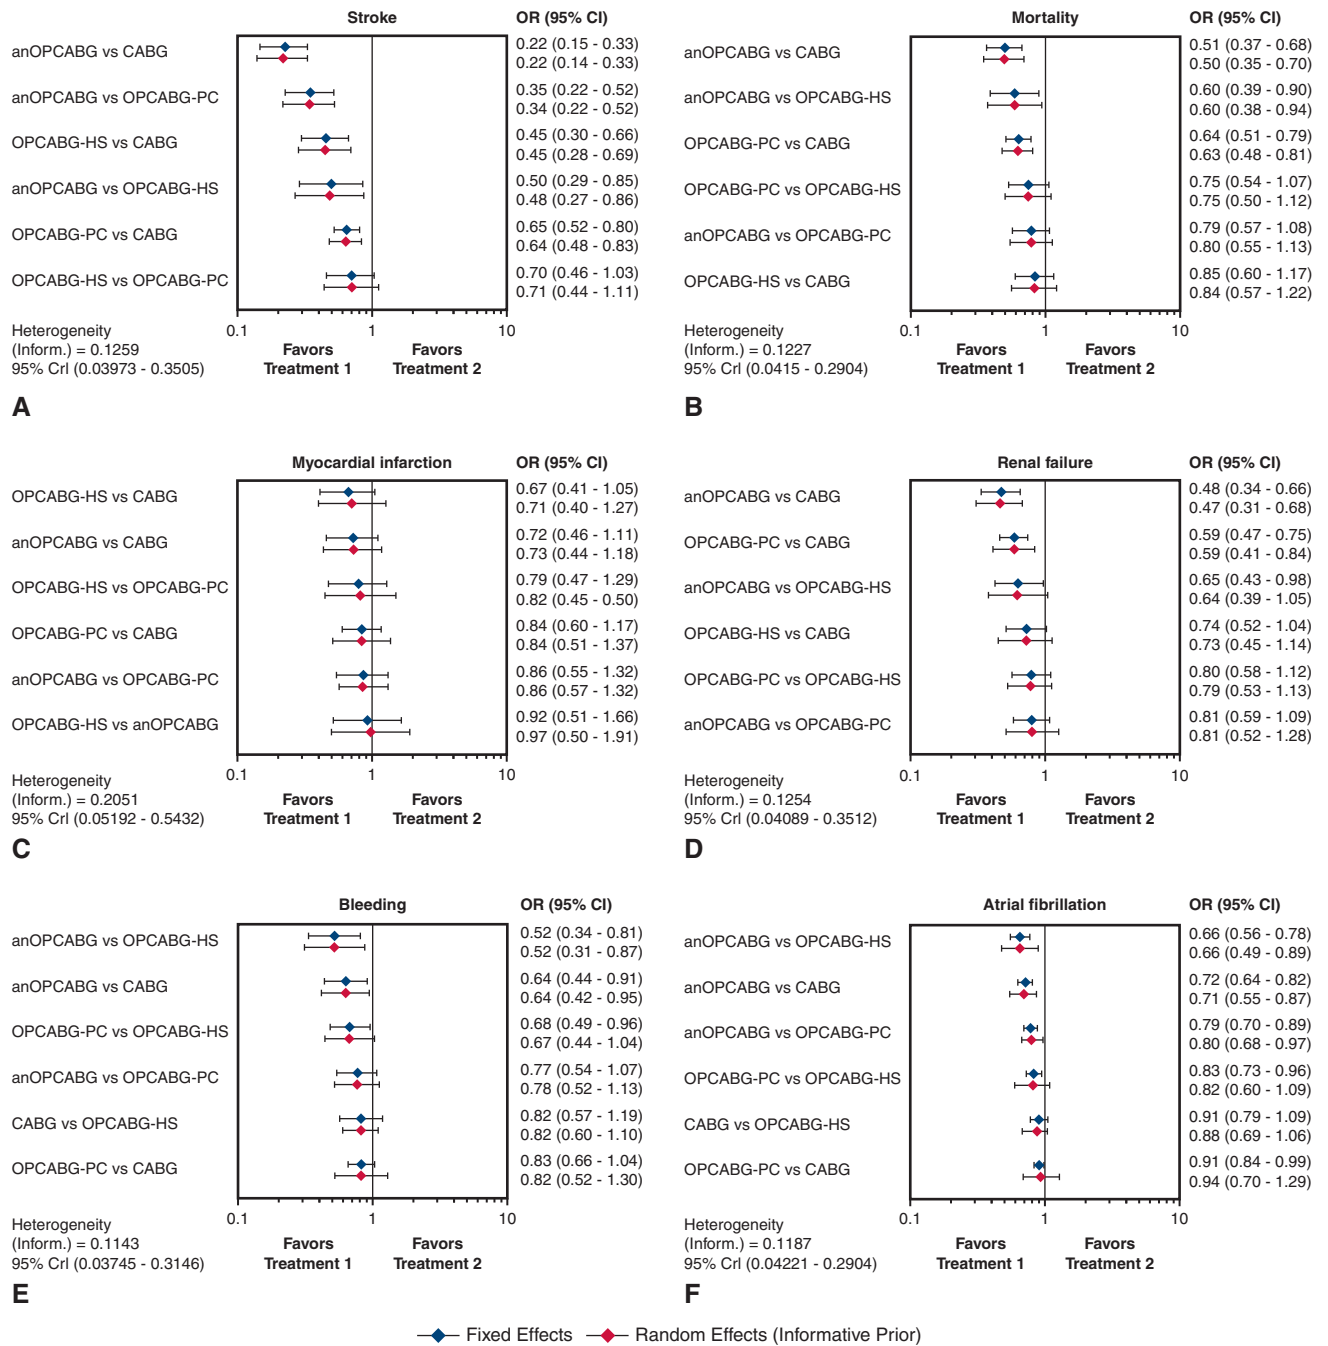 Stroke OR (95% CI)
anOPCABG vs CABG 0.22 (0.15 - 0.33)
0.22 (0.14 - 0.33)
anOPCABG vs OPCABG-PC 0.35 (0.22 - 0.52)
0.34 (0.22 - 0.52)
OPCABG-HS vs CABG 0.45 (0.30 - 0.66)
0.45 (0.28 - 0.69)
anOPCABG vs OPCABG-HS 0.50 (0.29 - 0.85)
0.48 (0.27 - 0.86)
OPCABG-PC vs CABG 0.65 (0.52 - 0.80)
0.64 (0.48 - 0.83)
OPCABG-HS vs OPCABG-PC 0.70 (0.46 - 1.03)
0.71 (0.44 - 1.11)
0.1 1 10
Heterogeneity
(Inform.) = 0.1259
95% Crl (0.03973 - 0.3505)
Favors Favors
Treatment 1 Treatment 2
A
Mortality OR (95% CI)
anOPCABG vs CABG 0.51 (0.37 - 0.68)
0.50 (0.35 - 0.70)
anOPCABG vs OPCABG-HS 0.60 (0.39 - 0.90)
0.60 (0.38 - 0.94)
OPCABG-PC vs CABG 0.64 (0.51 - 0.79)
0.63 (0.48 - 0.81)
OPCABG-PC vs OPCABG-HS 0.75 (0.54 - 1.07)
0.75 (0.50 - 1.12)
anOPCABG vs OPCABG-PC 0.79 (0.57 - 1.08)
0.80 (0.55 - 1.13)
OPCABG-HS vs CABG 0.85 (0.60 - 1.17)
0.84 (0.57 - 1.22)
0.1 1 10
Heterogeneity
(Inform.) = 0.1227
95% Crl (0.0415 - 0.2904)
Favors Favors
Treatment 1 Treatment 2
B
Myocardial infarction OR (95% CI)
OPCABG-HS vs CABG 0.67 (0.41 - 1.05)
0.71 (0.40 - 1.27)
anOPCABG vs CABG 0.72 (0.46 - 1.11)
0.73 (0.44 - 1.18)
OPCABG-HS vs OPCABG-PC 0.79 (0.47 - 1.29)
0.82 (0.45 - 0.50)
OPCABG-PC vs CABG 0.84 (0.60 - 1.17)
0.84 (0.51 - 1.37)
anOPCABG vs OPCABG-PC 0.86 (0.55 - 1.32)
0.86 (0.57 - 1.32)
OPCABG-HS vs anOPCABG 0.92 (0.51 - 1.66)
0.97 (0.50 - 1.91)
0.1 1 10
Heterogeneity
(Inform.) = 0.2051
95% Crl (0.05192 - 0.5432)
Favors Favors
Treatment 1 Treatment 2
C
Renal failure OR (95% CI)
anOPCABG vs CABG 0.48 (0.34 - 0.66)
0.47 (0.31 - 0.68)
OPCABG-PC vs CABG 0.59 (0.47 - 0.75)
0.59 (0.41 - 0.84)
anOPCABG vs OPCABG-HS 0.65 (0.43 - 0.98)
0.64 (0.39 - 1.05)
OPCABG-HS vs CABG 0.74 (0.52 - 1.04)
0.73 (0.45 - 1.14)
OPCABG-PC vs OPCABG-HS 0.80 (0.58 - 1.12)
0.79 (0.53 - 1.13)
anOPCABG vs OPCABG-PC 0.81 (0.59 - 1.09)
0.81 (0.52 - 1.28)
0.1 1 10
Heterogeneity
(Inform.) = 0.1254
95% Crl (0.04089 - 0.3512)
Favors Favors
Treatment 1 Treatment 2
D
Bleeding OR (95% CI)
anOPCABG vs OPCABG-HS 0.52 (0.34 - 0.81)
0.52 (0.31 - 0.87)
anOPCABG vs CABG 0.64 (0.44 - 0.91)
0.64 (0.42 - 0.95)
OPCABG-PC vs OPCABG-HS 0.68 (0.49 - 0.96)
0.67 (0.44 - 1.04)
anOPCABG vs OPCABG-PC 0.77 (0.54 - 1.07)
0.78 (0.52 - 1.13)
CABG vs OPCABG-HS 0.82 (0.57 - 1.19)
0.82 (0.60 - 1.10)
OPCABG-PC vs CABG 0.83 (0.66 - 1.04)
0.82 (0.52 - 1.30)
0.1 1 10
Heterogeneity
(Inform.) = 0.1143
95% Crl (0.03745 - 0.3146)
Favors Favors
Treatment 1 Treatment 2
E
Atrial fibrillation OR (95% CI)
anOPCABG vs OPCABG-HS 0.66 (0.56 - 0.78)
0.66 (0.49 - 0.89)
anOPCABG vs CABG 0.72 (0.64 - 0.82)
0.71 (0.55 - 0.87)
anOPCABG vs OPCABG-PC 0.79 (0.70 - 0.89)
0.80 (0.68 - 0.97)
OPCABG-PC vs OPCABG-HS 0.83 (0.73 - 0.96)
0.82 (0.60 - 1.09)
CABG vs OPCABG-HS 0.91 (0.79 - 1.09)
0.88 (0.69 - 1.06)
OPCABG-PC vs CABG 0.91 (0.84 - 0.99)
0.94 (0.70 - 1.29)
0.1 1 10
Heterogeneity
(Inform.) = 0.1187
95% Crl (0.04221 - 0.2904)
Favors Favors
Treatment 1 Treatment 2
F
Fixed Effects Random Effects (Informative Prior)